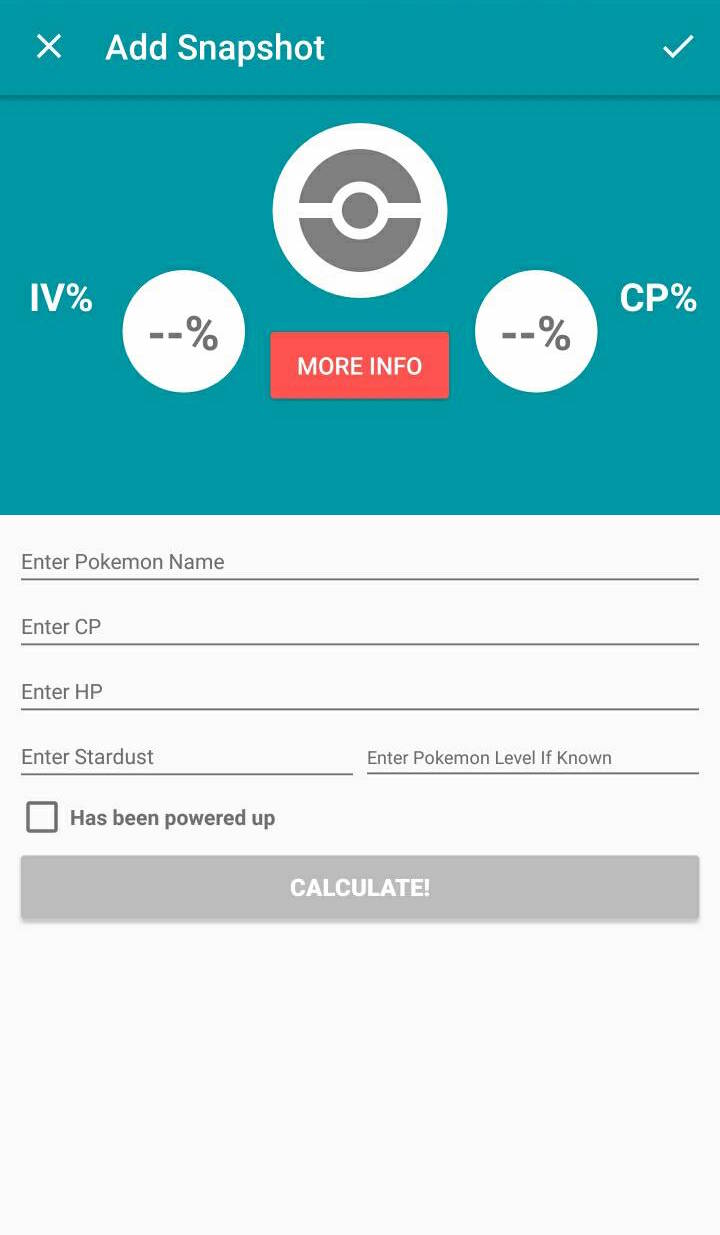 Add Snapshot
IV%
--%
MORE INFO
--%
CP%
Enter Pokemon Name
Enter CP
Enter HP
Enter Stardust
Enter Pokemon Level If Known
Has been powered up
CALCULATE!